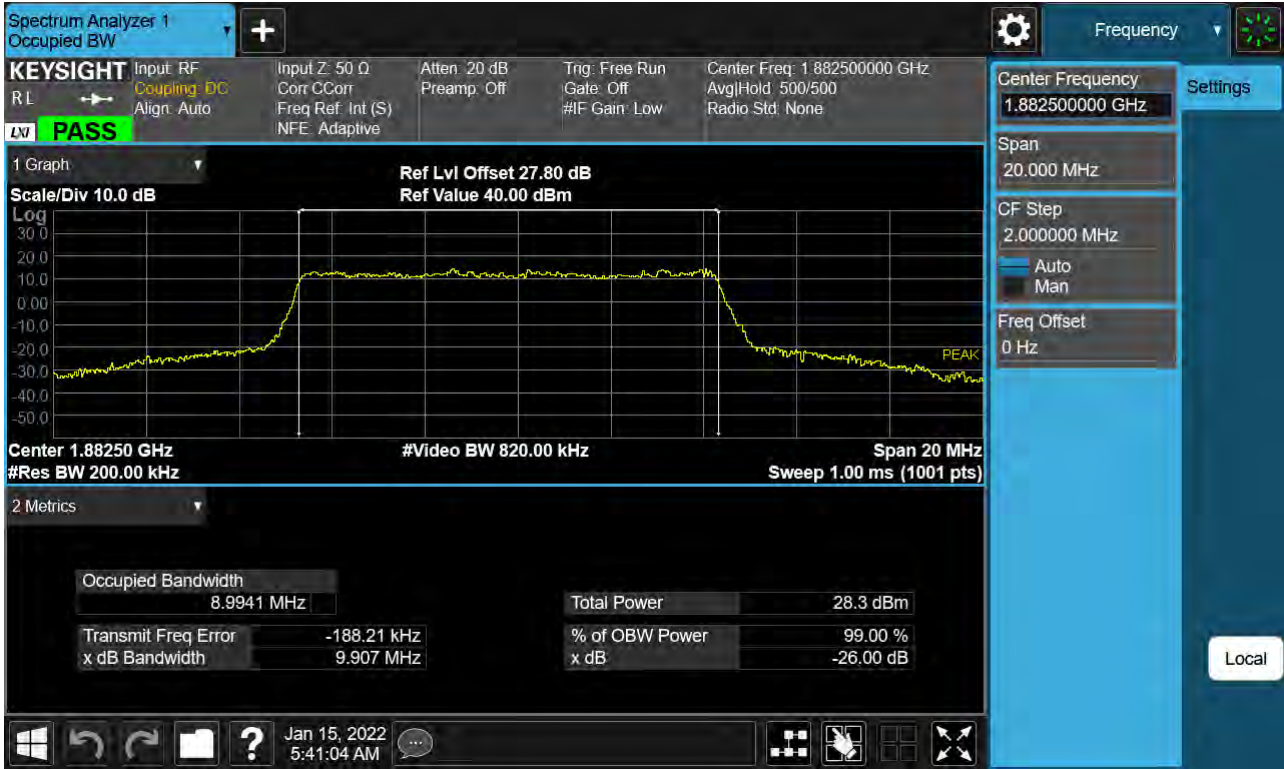 Spectrum Analyzer 1
Occupied BW
+
Frequency
KEYSIGHT
R L
LXI
PASS
Input: RF
Coupling: DC
Align: Auto
Input Z: 50 Ω
Corr CCorr
Freq Ref: Int (S)
NFE: Adaptive
Atten: 20 dB
Preamp: Off
Trig: Free Run
Gate: Off
#IF Gain: Low
Center Freq: 1.882500000 GHz
Avg|Hold: 500/500
Radio Std: None
1 Graph
Scale/Div 10.0 dB
Ref Lvl Offset 27.80 dB
Ref Value 40.00 dBm
Log
30.0
20.0
10.0
0.00
-10.0
-20.0
-30.0
-40.0
-50.0
PEAK
Center 1.88250 GHz
#Video BW 820.00 kHz
Span 20 MHz
#Res BW 200.00 kHz
Sweep 1.00 ms (1001 pts)
2 Metrics
Occupied Bandwidth
8.9941 MHz
Transmit Freq Error -188.21 kHz
x dB Bandwidth 9.907 MHz
Total Power 28.3 dBm
% of OBW Power 99.00 %
x dB -26.00 dB
Center Frequency
1.882500000 GHz
Span
20.000 MHz
CF Step
2.000000 MHz
Auto
Man
Freq Offset
0 Hz
Settings
Local
?
Jan 15, 2022
5:41:04 AM